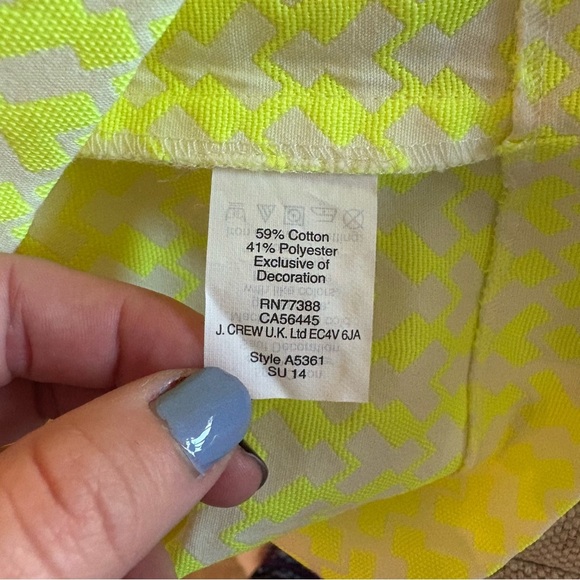 59% Cotton
41% Polyester
Exclusive of
Decoration
RN77388
CA56445
J. CREW U.K. Ltd EC4V 6JA
Style A5361
SU 14